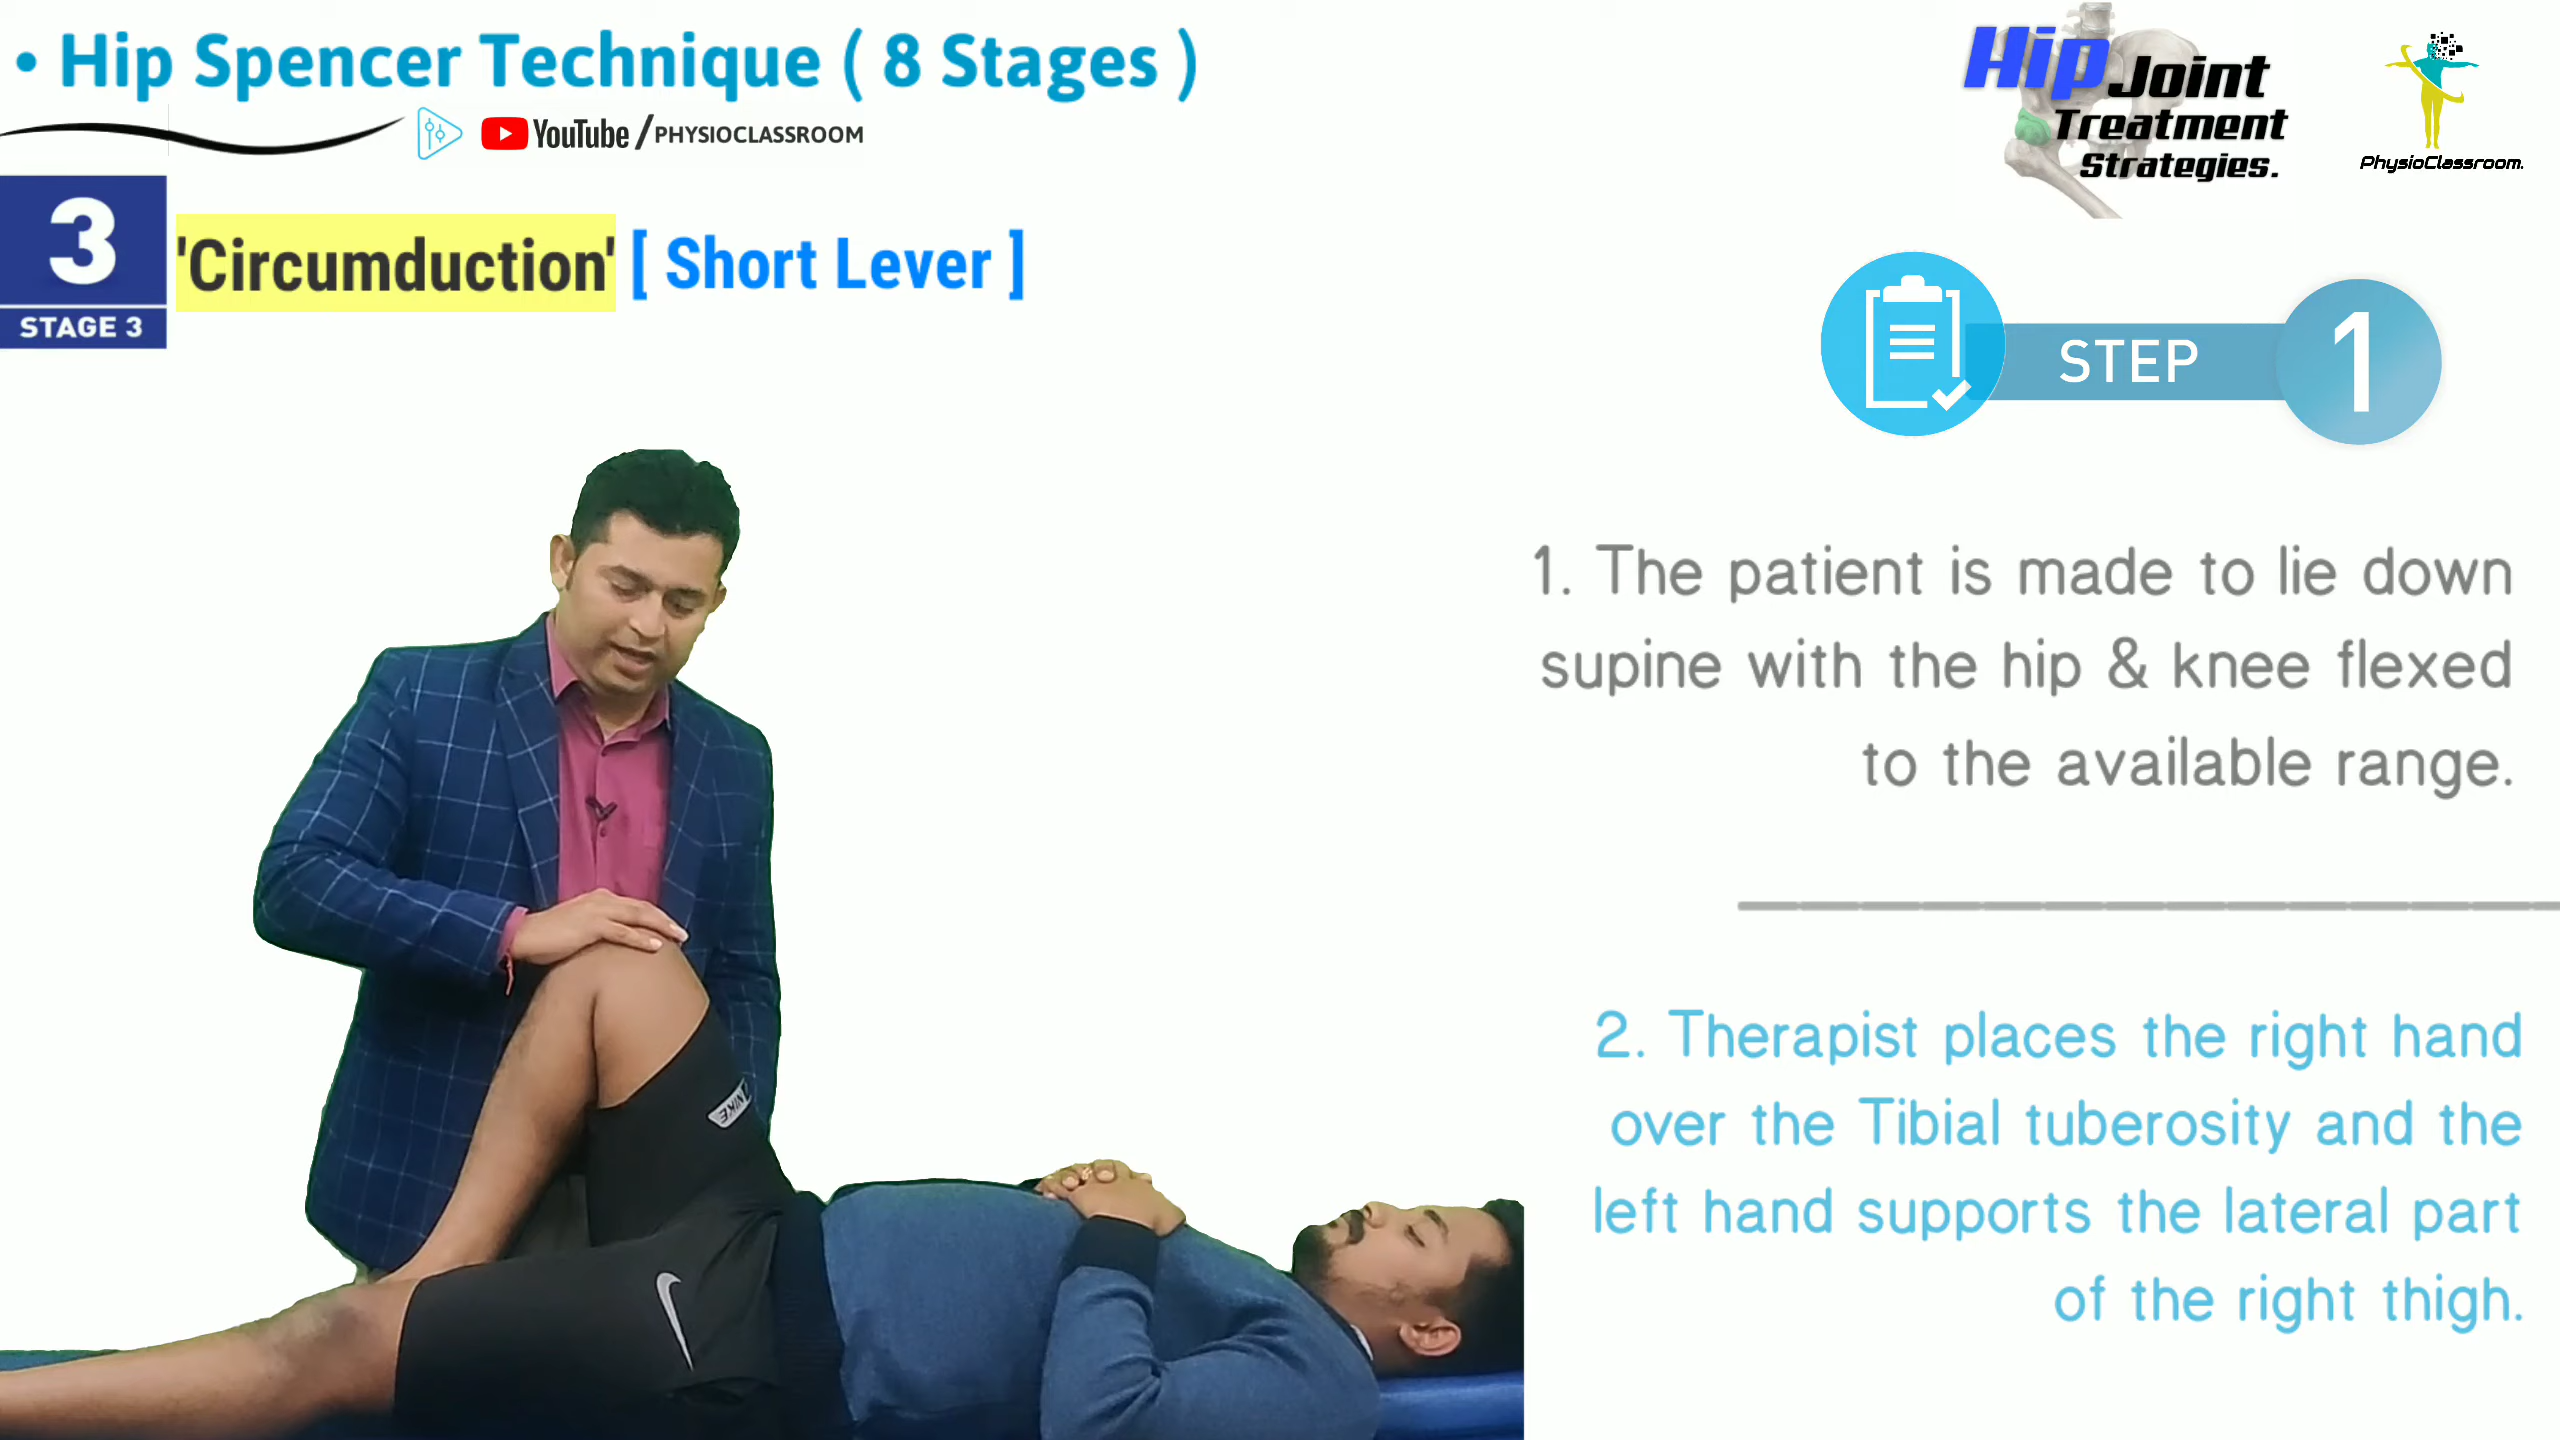 • Hip Spencer Technique ( 8 Stages )
YouTube /PHYSIOCLASSROOM
Hip Joint
Treatment
Strategies.
PhysioClassroom.
3
STAGE 3
'Circumduction' [ Short Lever ]
STEP 1
1. The patient is made to lie down
supine with the hip & knee flexed
to the available range.
2. Therapist places the right hand
over the Tibial tuberosity and the
left hand supports the lateral part
of the right thigh.
NIKE